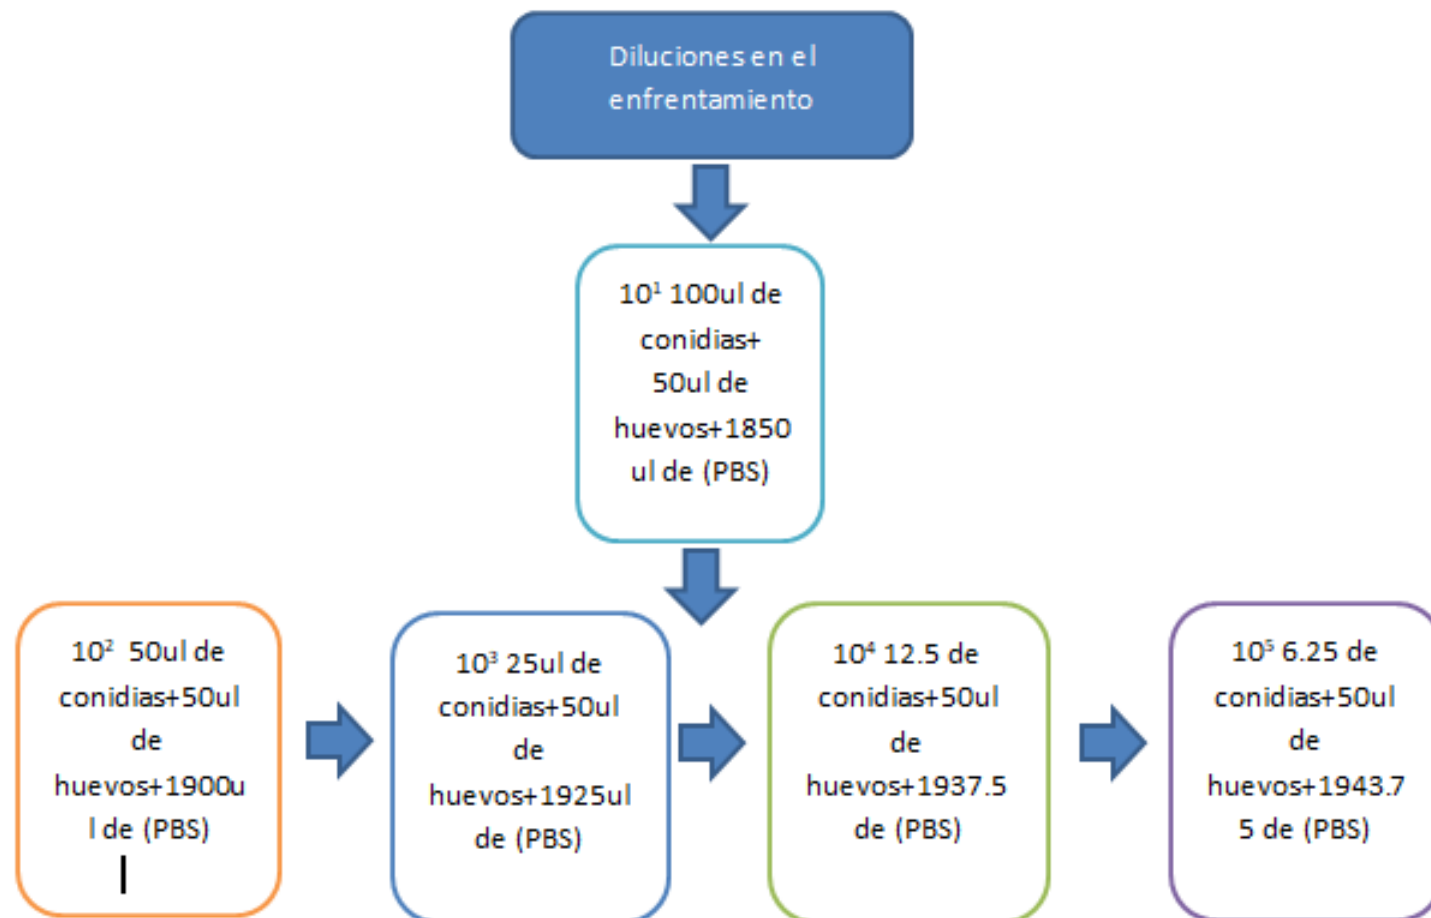 Diluciones en el
enfrentamiento
10¹ 100ul de
conidias+
50ul de
huevos+1850
ul de (PBS)
10²  50ul de
conidias+50ul
de
huevos+1900u
l de (PBS)
10³ 25ul de
conidias+50ul
de
huevos+1925ul
de (PBS)
10⁴ 12.5 de
conidias+50ul
de
huevos+1937.5
de (PBS)
10⁵ 6.25 de
conidias+50ul
de
huevos+1943.7
5 de (PBS)